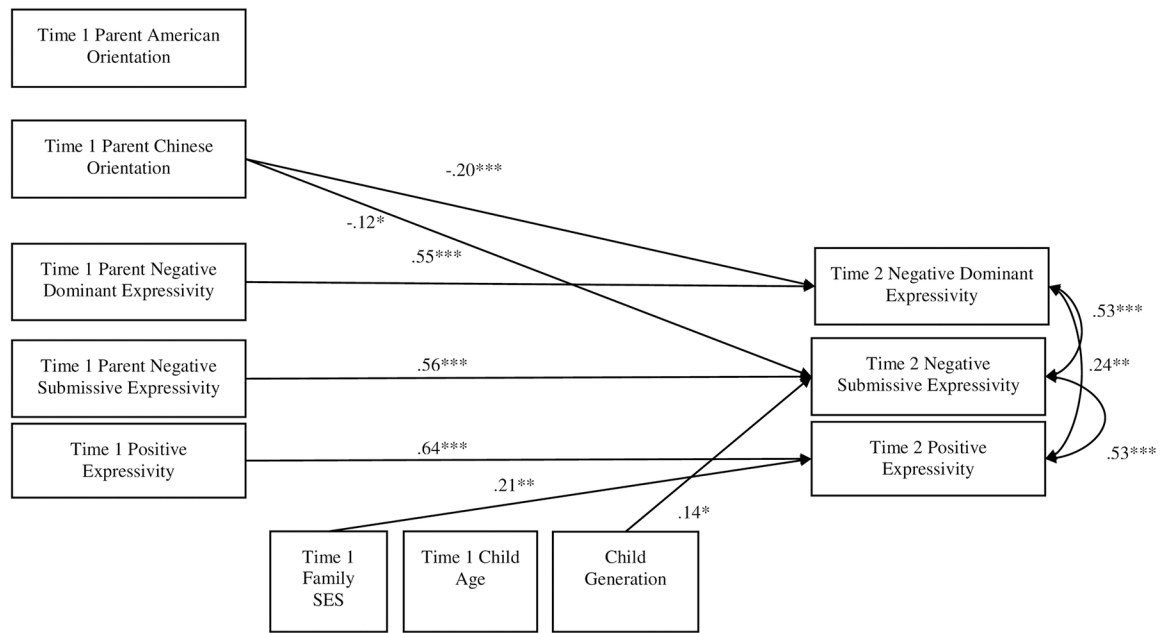 Time 1 Parent American
Orientation
Time 1 Parent Chinese
Orientation
-.20***
-.12*
.55***
Time 1 Parent Negative
Dominant Expressivity
Time 2 Negative Dominant
Expressivity
.53***
Time 1 Parent Negative
Submissive Expressivity
.56***
Time 2 Negative
Submissive Expressivity
.24**
Time 1 Positive
Expressivity
.64***
Time 2 Positive
Expressivity
.53***
.21**
.14*
Time 1
Family
SES
Time 1 Child
Age
Child
Generation